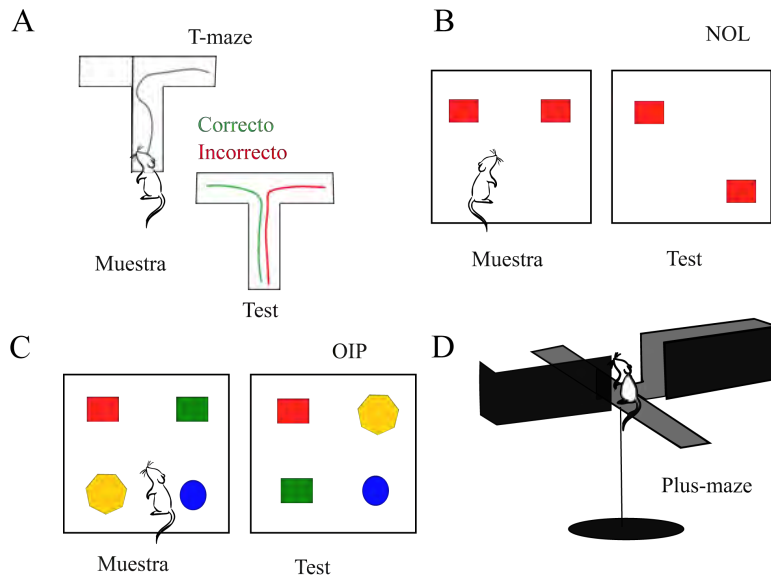 A
T-maze
Correcto
Incorrecto
Muestra
Test
B
NOL
Muestra
Test
C
OIP
Muestra
Test
D
Plus-maze